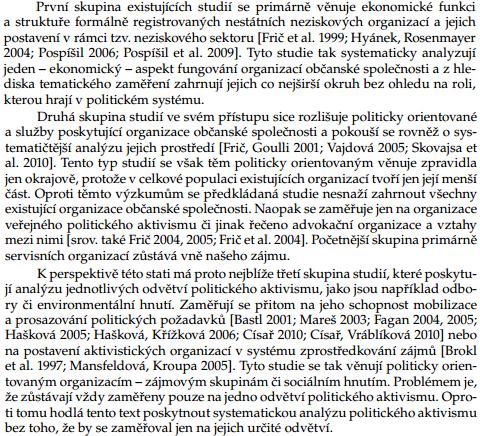 První skupina existujících studií se primárně věnuje ekonomické funkci
a struktuře formálně registrovaných nestátních neziskových organizací a jejich
postavení v rámci tzv. neziskového sektoru [Frič et al. 1999; Hyánek, Rosenmayer
2004; Pospíšil 2006; Pospíšil et al. 2009]. Tyto studie tak systematicky analyzují
jeden – ekonomický – aspekt fungování organizací občanské společnosti a z hle-
diska tematického zaměření zahrnují jejich co nejširší okruh bez ohledu na roli,
kterou hrají v politickém systému.
Druhá skupina studií ve svém přístupu sice rozlišuje politicky orientované
a služby poskytující organizace občanské společnosti a pokouší se rovněž o sys-
tematičtější analýzu jejich prostředí [Frič, Goulli 2001; Vajdová 2005; Skovajsa et
al. 2010]. Tento typ studií se však těm politicky orientovaným věnuje zpravidla
jen okrajově, protože v celkové populaci existujících organizací tvoří jen její menší
část. Oproti těmto výzkumům se předkládaná studie nesnaží zahrnout všechny
existující organizace občanské společnosti. Naopak se zaměřuje jen na organizace
veřejného politického aktivismu či jinak řečeno advokační organizace a vztahy
mezi nimi [srov. také Frič 2004, 2005; Frič et al. 2004]. Početnější skupina primárně
servisních organizací zůstává vně našeho zájmu.
K perspektivě této stati má proto nejblíže třetí skupina studií, které poskytu-
jí analýzu jednotlivých odvětví politického aktivismu, jako jsou například odbo-
ry či environmentální hnutí. Zaměřují se přitom na jeho schopnost mobilizace
a prosazování politických požadavků [Bastl 2001; Mareš 2003; Fagan 2004, 2005;
Hašková 2005; Hašková, Křížková 2006; Císař 2010; Císař, Vráblíková 2010] nebo
na postavení aktivistických organizací v systému zprostředkování zájmů [Brokl
et al. 1997; Mansfeldová, Kroupa 2005]. Tyto studie se tak věnují politicky orien-
tovaným organizacím – zájmovým skupinám či sociálním hnutím. Problémem je,
že zůstávají vždy zaměřeny pouze na jedno odvětví politického aktivismu. Opro-
ti tomu hodlá tento text poskytnout systematickou analýzu politického aktivismu
bez toho, že by se zaměřoval jen na jejich určité odvětví.